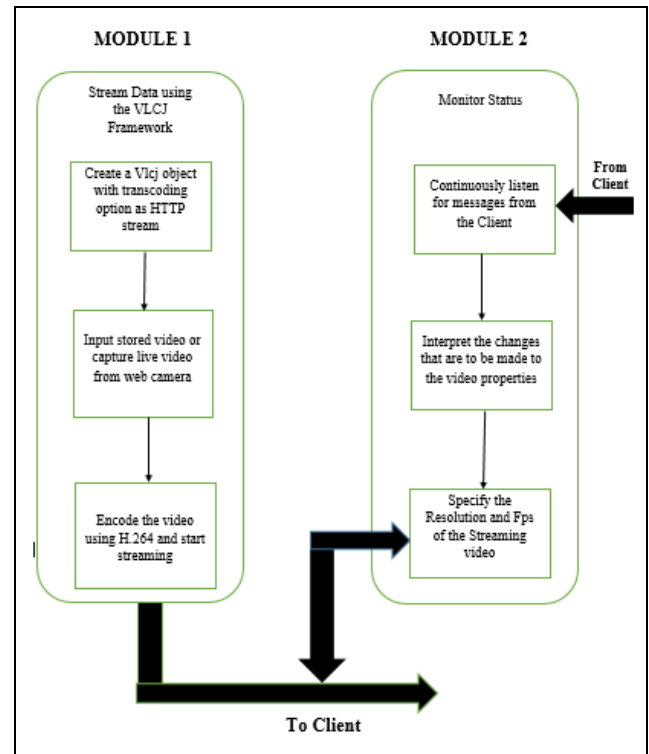 MODULE 1
Stream Data using
the VLCJ
Framework
Create a Vlcj object
with transcoding
option as HTTP
stream
Input stored video or
capture live video
from web camera
Encode the video
using H.264 and start
streaming
MODULE 2
Monitor Status
From
Client
Continuously listen
for messages from
the Client
Interpret the changes
that are to be made to
the video properties
Specify the
Resolution and Fps
of the Streaming
video
To Client